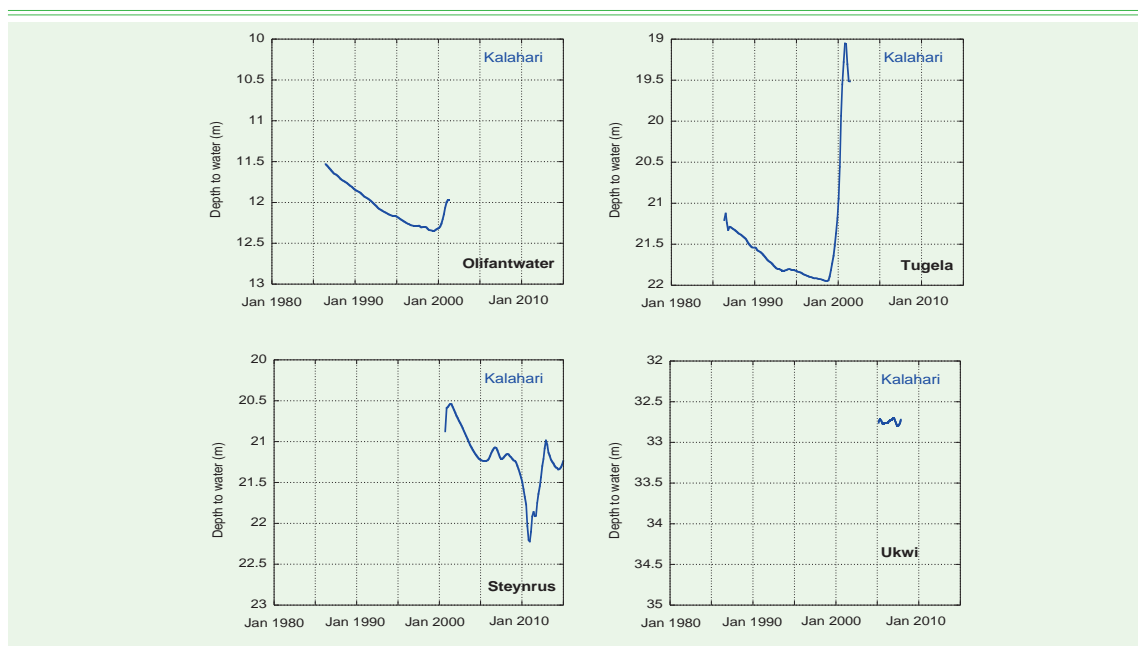 10
10.5
11
11.5
12
12.5
13
Depth to water (m)
Kalahari
Olifantwater
Jan 1980 Jan 1990 Jan 2000 Jan 2010
19
19.5
20
20.5
21
21.5
22
Depth to water (m)
Kalahari
Tugela
Jan 1980 Jan 1990 Jan 2000 Jan 2010
20
20.5
21
21.5
22
22.5
23
Depth to water (m)
Kalahari
Steynrus
Jan 1980 Jan 1990 Jan 2000 Jan 2010
32
32.5
33
33.5
34
34.5
35
Depth to water (m)
Kalahari
Ukwi
Jan 1980 Jan 1990 Jan 2000 Jan 2010